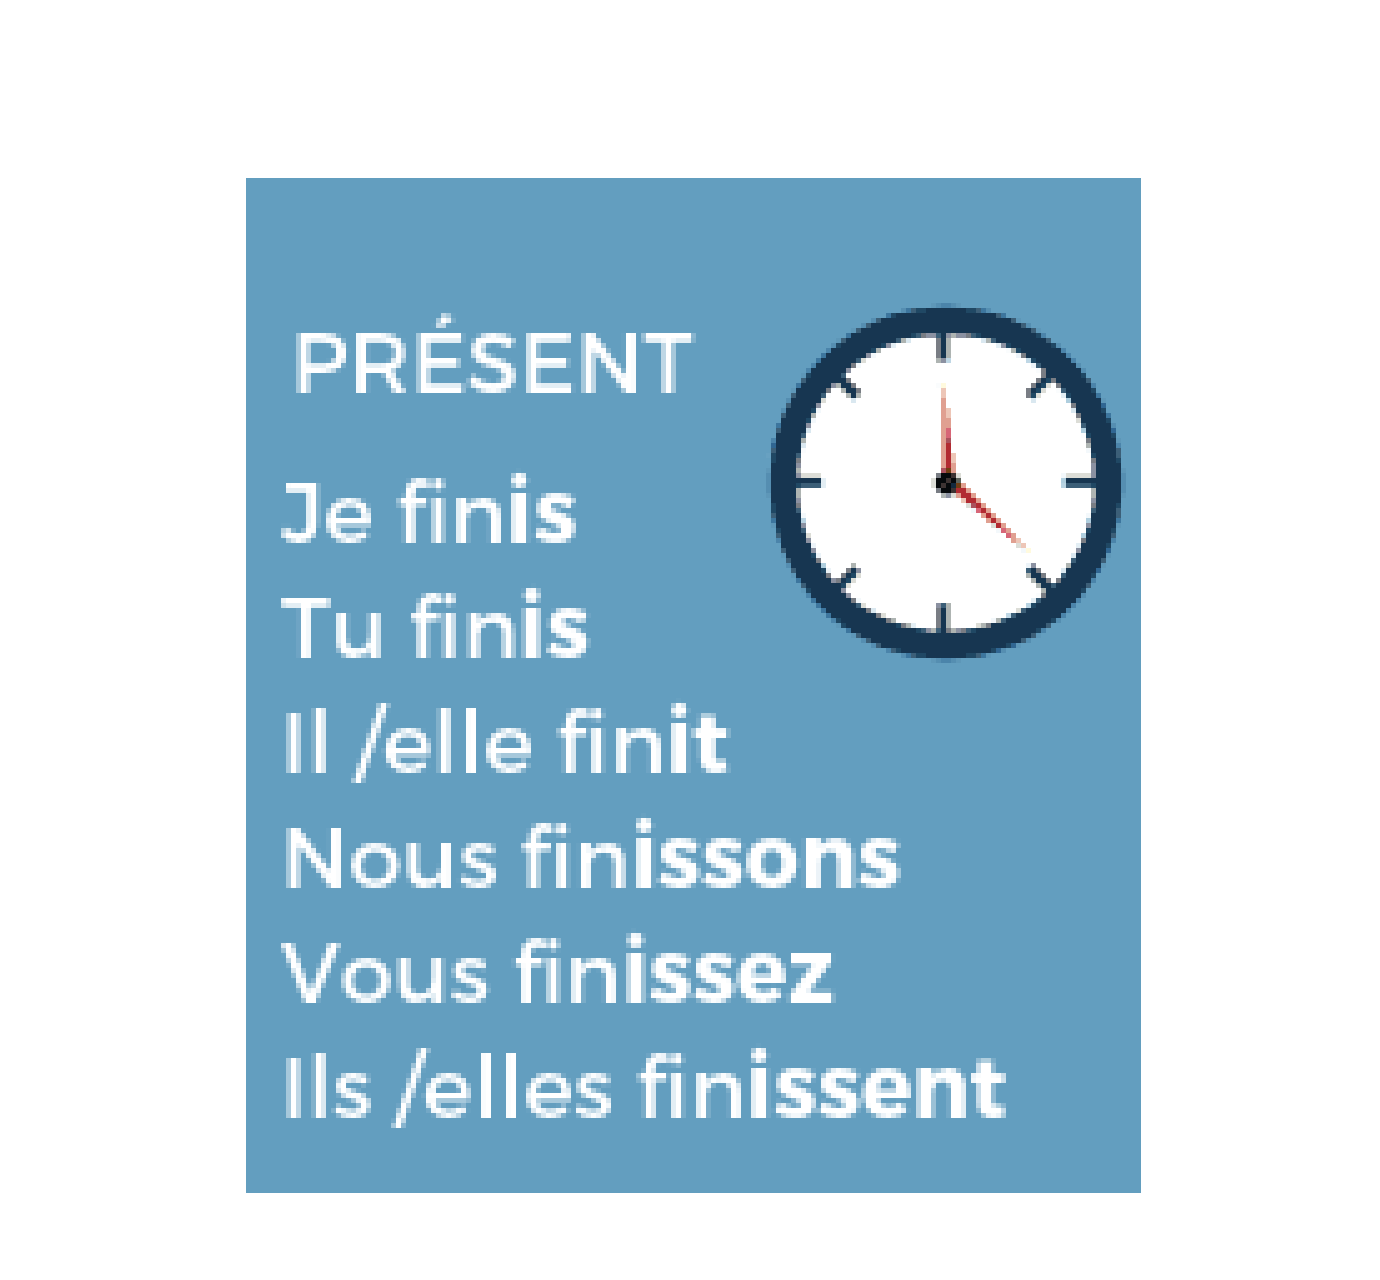 PRÉSENT
Je finis
Tu finis
Il /elle finit
Nous finissons
Vous finissez
Ils /elles finissent